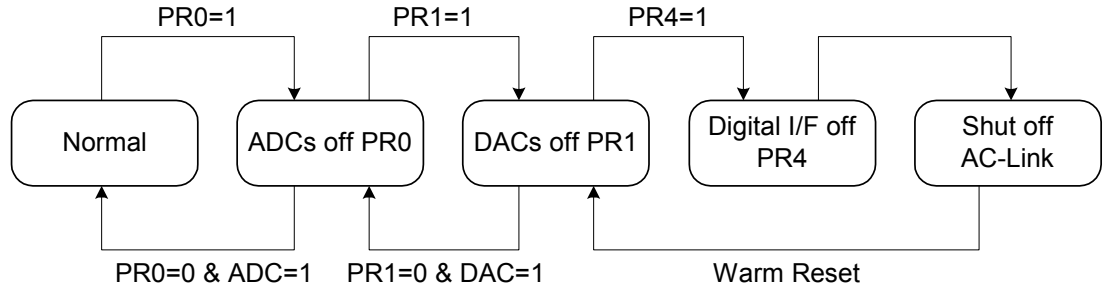 PR0=1
PR1=1
PR4=1
Normal
ADCs off PR0
DACs off PR1
Digital I/F off
PR4
Shut off
AC-Link
PR0=0 & ADC=1
PR1=0 & DAC=1
Warm Reset